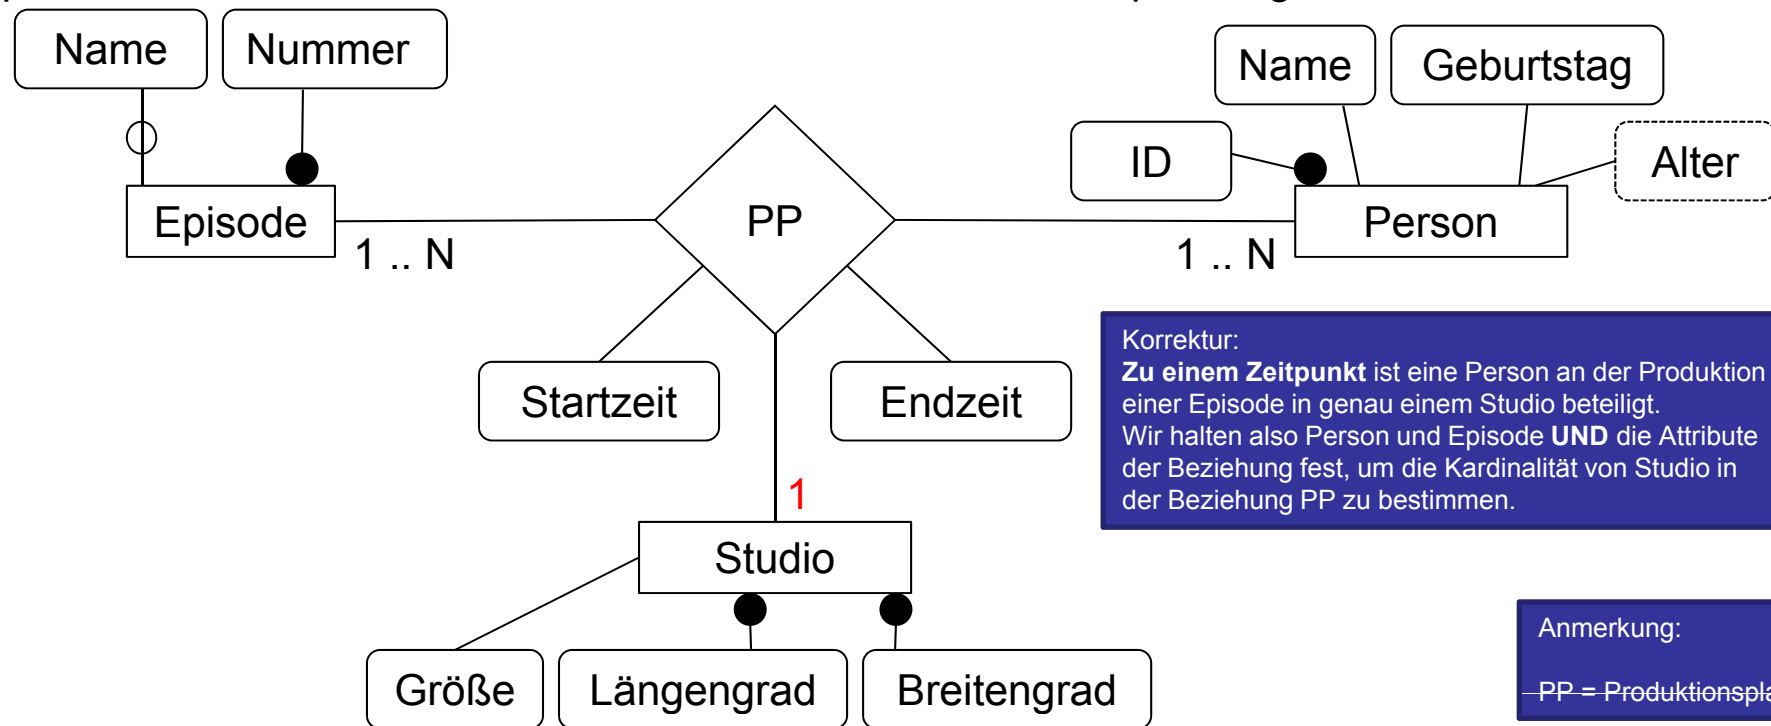 Name
Nummer
Name
Geburtstag
ID
Alter
Episode
PP
Person
1 .. N
1 .. N
Startzeit
Endzeit
Korrektur:
Zu einem Zeitpunkt ist eine Person an der Produktion
einer Episode in genau einem Studio beteiligt.
Wir halten also Person und Episode UND die Attribute
der Beziehung fest, um die Kardinalität von Studio in
der Beziehung PP zu bestimmen.
1
Studio
Größe
Längengrad
Breitengrad
Anmerkung:
PP = Produktionspla